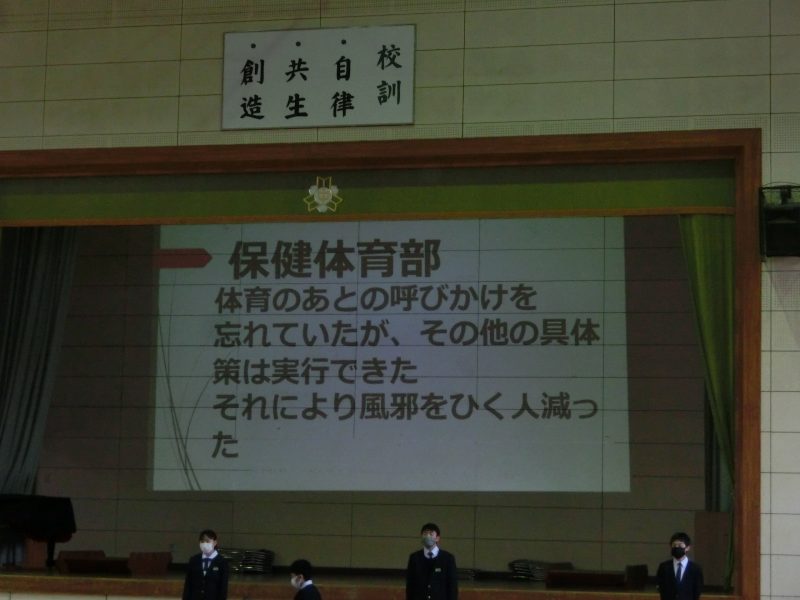 校訓
・自律
・共生
・創造
保健体育部
体育のあとの呼びかけを
忘れていたが、その他の具体
策は実行できた
それにより風邪をひく人減っ
た